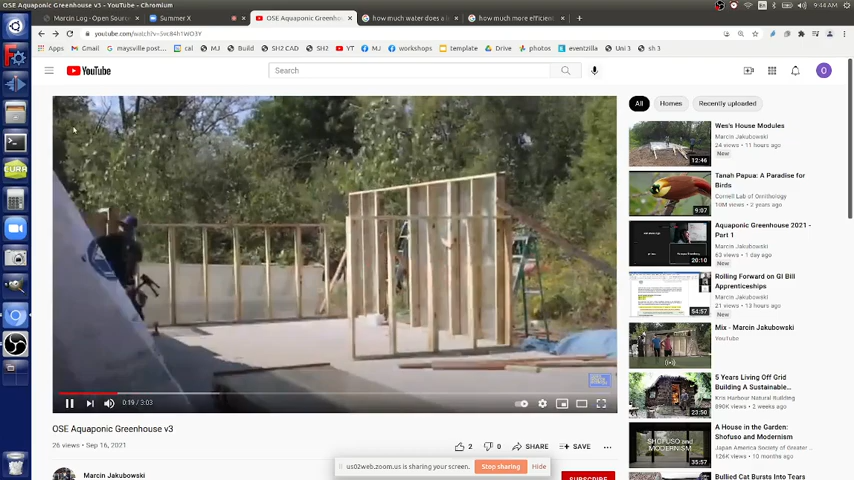 OSE Aquaponic Greenhouse v3 - YouTube - Chromium
9:44 AM
Marcin Log - Open Source
Summer X
OSE Aquaponic Greenhous
how much water does a
how much more efficient
youtube.com/watch?v=
Apps
Gmail
maysville post...
cal
MJ
Build
SH2 CAD
SH2
YT
MJ
workshops
template
Drive
photos
eventzilla
Uni 3
sh 3
YouTube
Search
O
All
Homes
Recently uploaded
Wes's House Modules
Marcin Jakubowski
24 views • 11 hours ago
New
12:46
Tanah Papua: A Paradise for Birds
Cornell Lab of Ornithology
10M views • 2 years ago
9:07
Aquaponic Greenhouse 2021 - Part 1
Marcin Jakubowski
63 views • 1 day ago
New
20:10
Rolling Forward on GI Bill Apprenticeships
Marcin Jakubowski
21 views • 13 hours ago
New
54:57
Mix - Marcin Jakubowski
YouTube
5 Years Living Off Grid Building A Sustainable...
Kris Harbour Natural Building
890K views • 2 weeks ago
23:50
A House in the Garden: Shofuso and Modernism
Japan America Society of Greater ...
126K views • 10 months ago
SHOFUSO and MODERNISM
35:57
Bullied Cat Bursts Into Tears
0:19 / 3:03
OSE Aquaponic Greenhouse v3
26 views • Sep 16, 2021
2
0
SHARE
SAVE
Marcin Jakubowski
SUBSCRIBE
us02web.zoom.us is sharing your screen.
Stop sharing
Hide
CURA